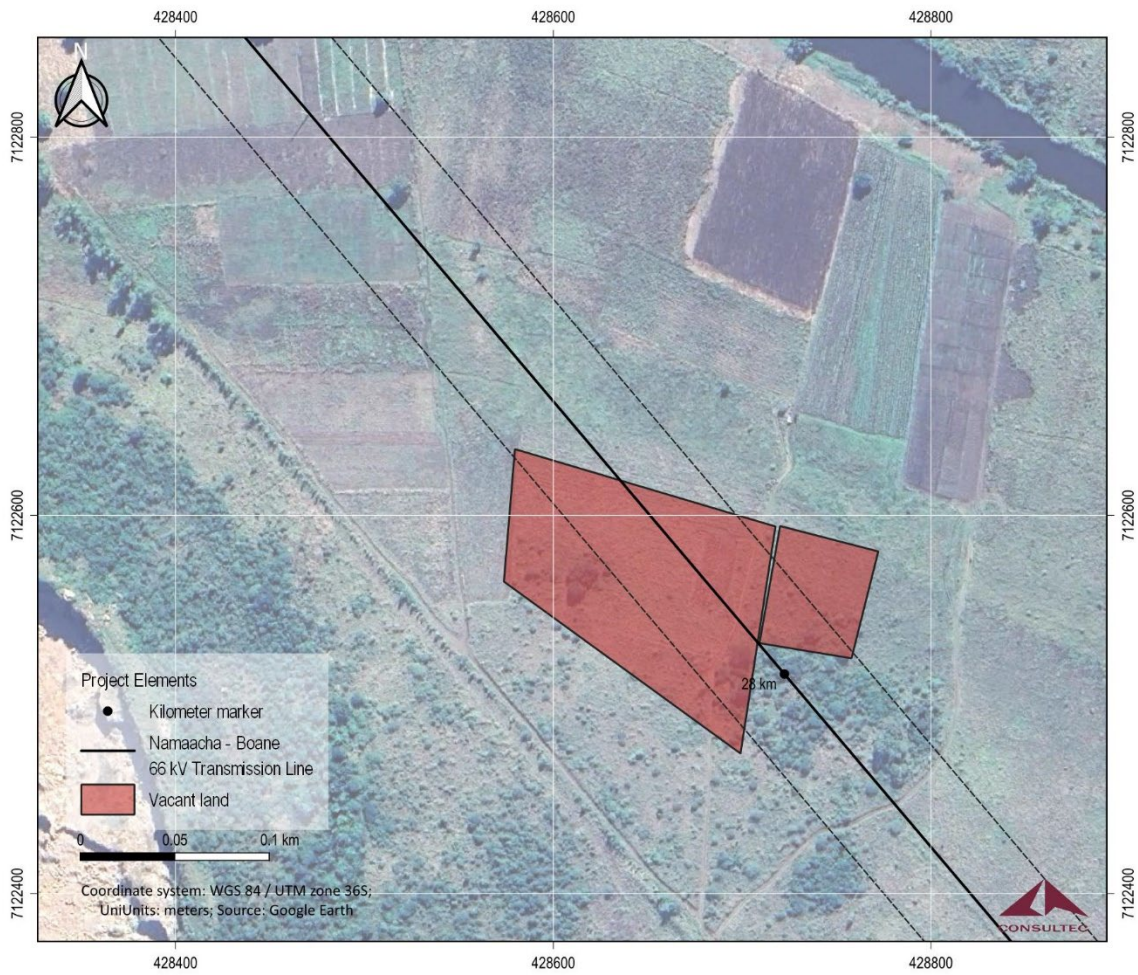 428400
428600
428800
N
7122800
7122800
7122600
7122600
28 km
Project Elements
Kilometer marker
Namaacha - Boane
66 kV Transmission Line
Vacant land
0 0.05 0.1 km
Coordinate system: WGS 84 / UTM zone 36S;
UniUnits: meters; Source: Google Earth
7122400
7122400
CONSULTEC
428400
428600
428800